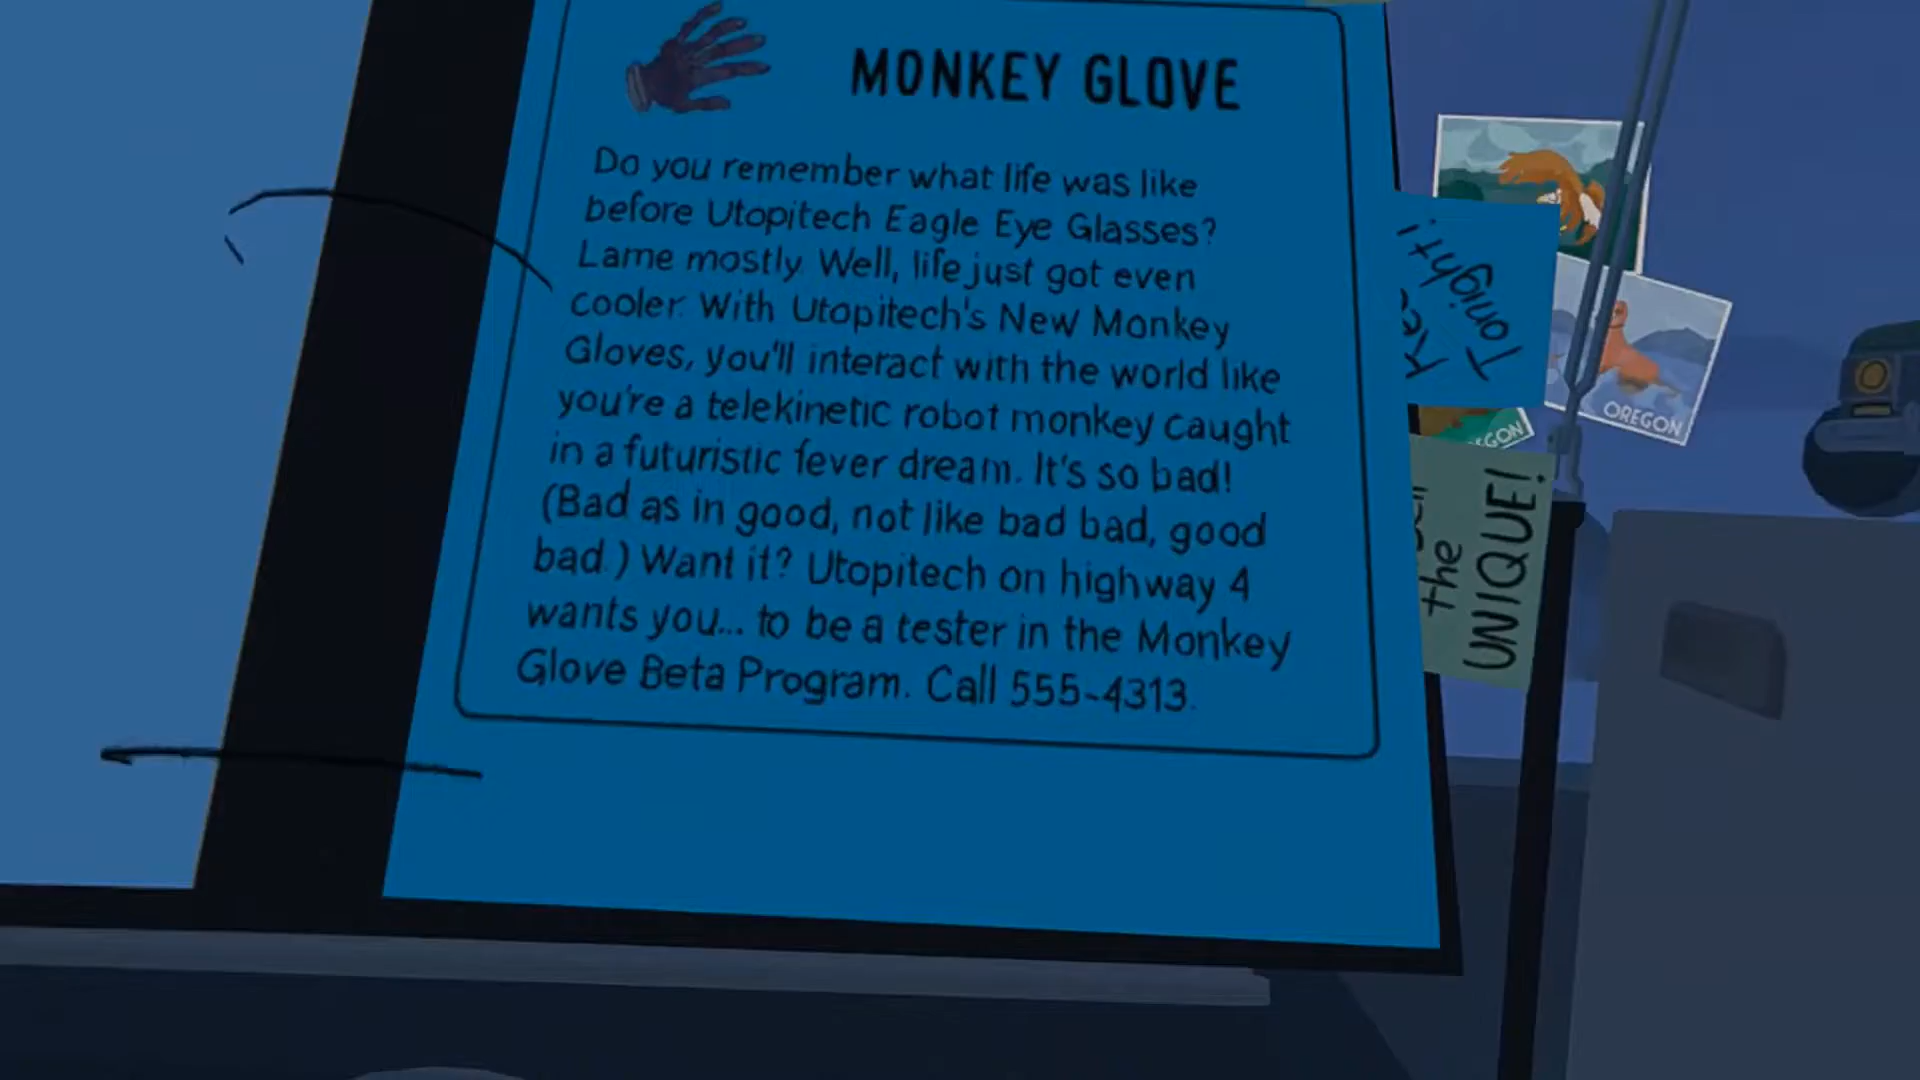 MONKEY GLOVE
Do you remember what life was like
before Utopitech Eagle Eye Glasses?
Lame mostly. Well, life just got even
cooler. With Utopitech's New Monkey
Gloves, you'll interact with the world like
you're a telekinetic robot monkey caught
in a futuristic fever dream. It's so bad!
(Bad as in good, not like bad bad, good
bad.) Want it? Utopitech on highway 4
wants you... to be a tester in the Monkey
Glove Beta Program. Call 555-4313.
Tonight!
the
UNIQUE!
OREGON